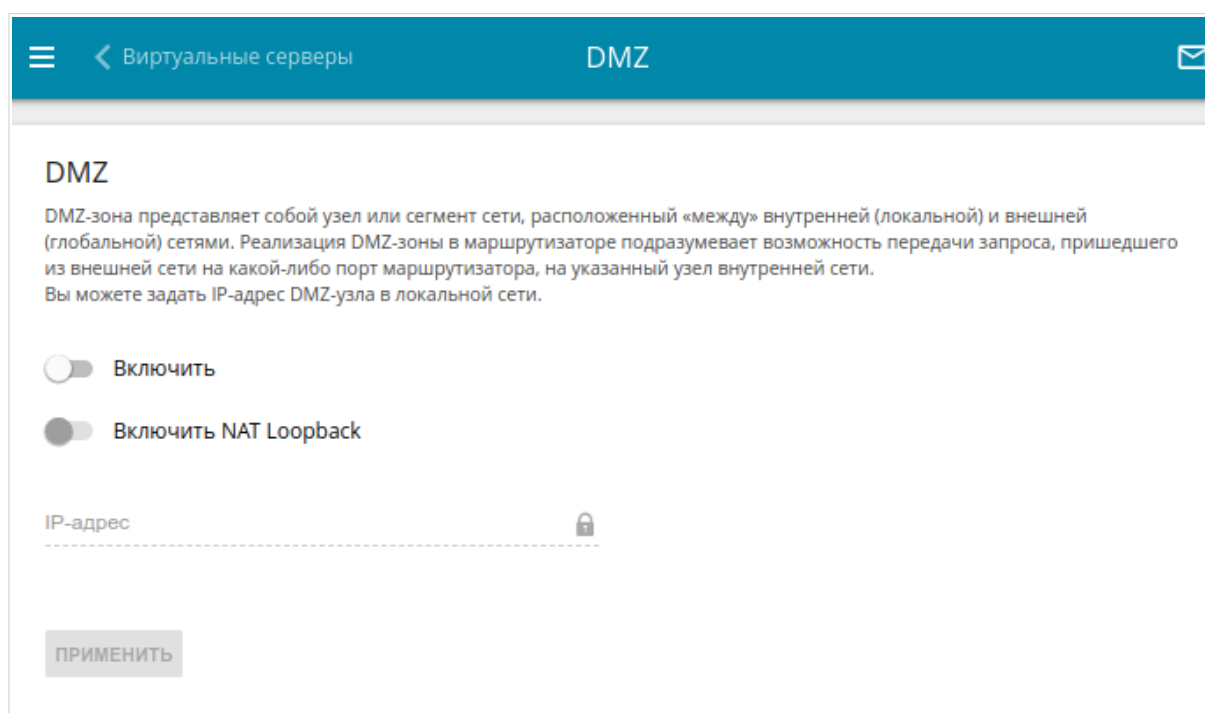 Виртуальные серверы
DMZ
DMZ
DMZ-зона представляет собой узел или сегмент сети, расположенный «между» внутренней (локальной) и внешней
(глобальной) сетями. Реализация DMZ-зоны в маршрутизаторе подразумевает возможность передачи запроса, пришедшего
из внешней сети на какой-либо порт маршрутизатора, на указанный узел внутренней сети.
Вы можете задать IP-адрес DMZ-узла в локальной сети.
Включить
Включить NAT Loopback
IP-адрес
ПРИМЕНИТЬ